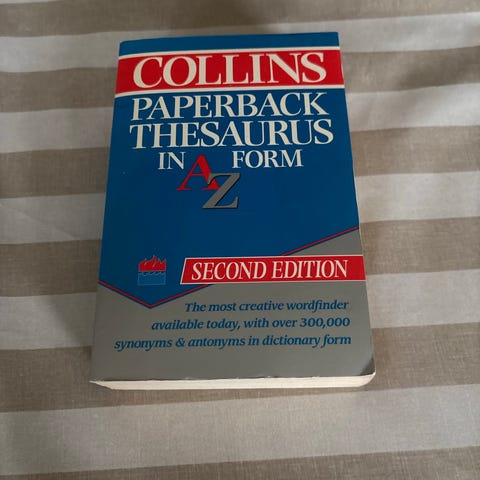 COLLINS
PAPERBACK
THESAURUS
IN AZ FORM
SECOND EDITION
The most creative wordfinder
available today, with over 300,000
synonyms & antonyms in dictionary form